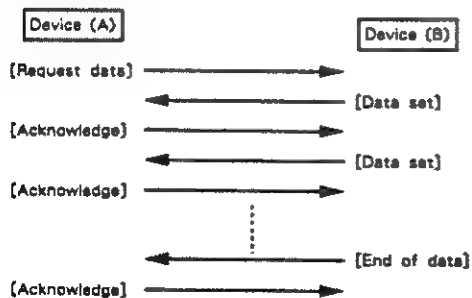 Device (A)
Device (B)
[Request data]
[Data set]
[Acknowledge]
[Data set]
[Acknowledge]
[End of data]
[Acknowledge]